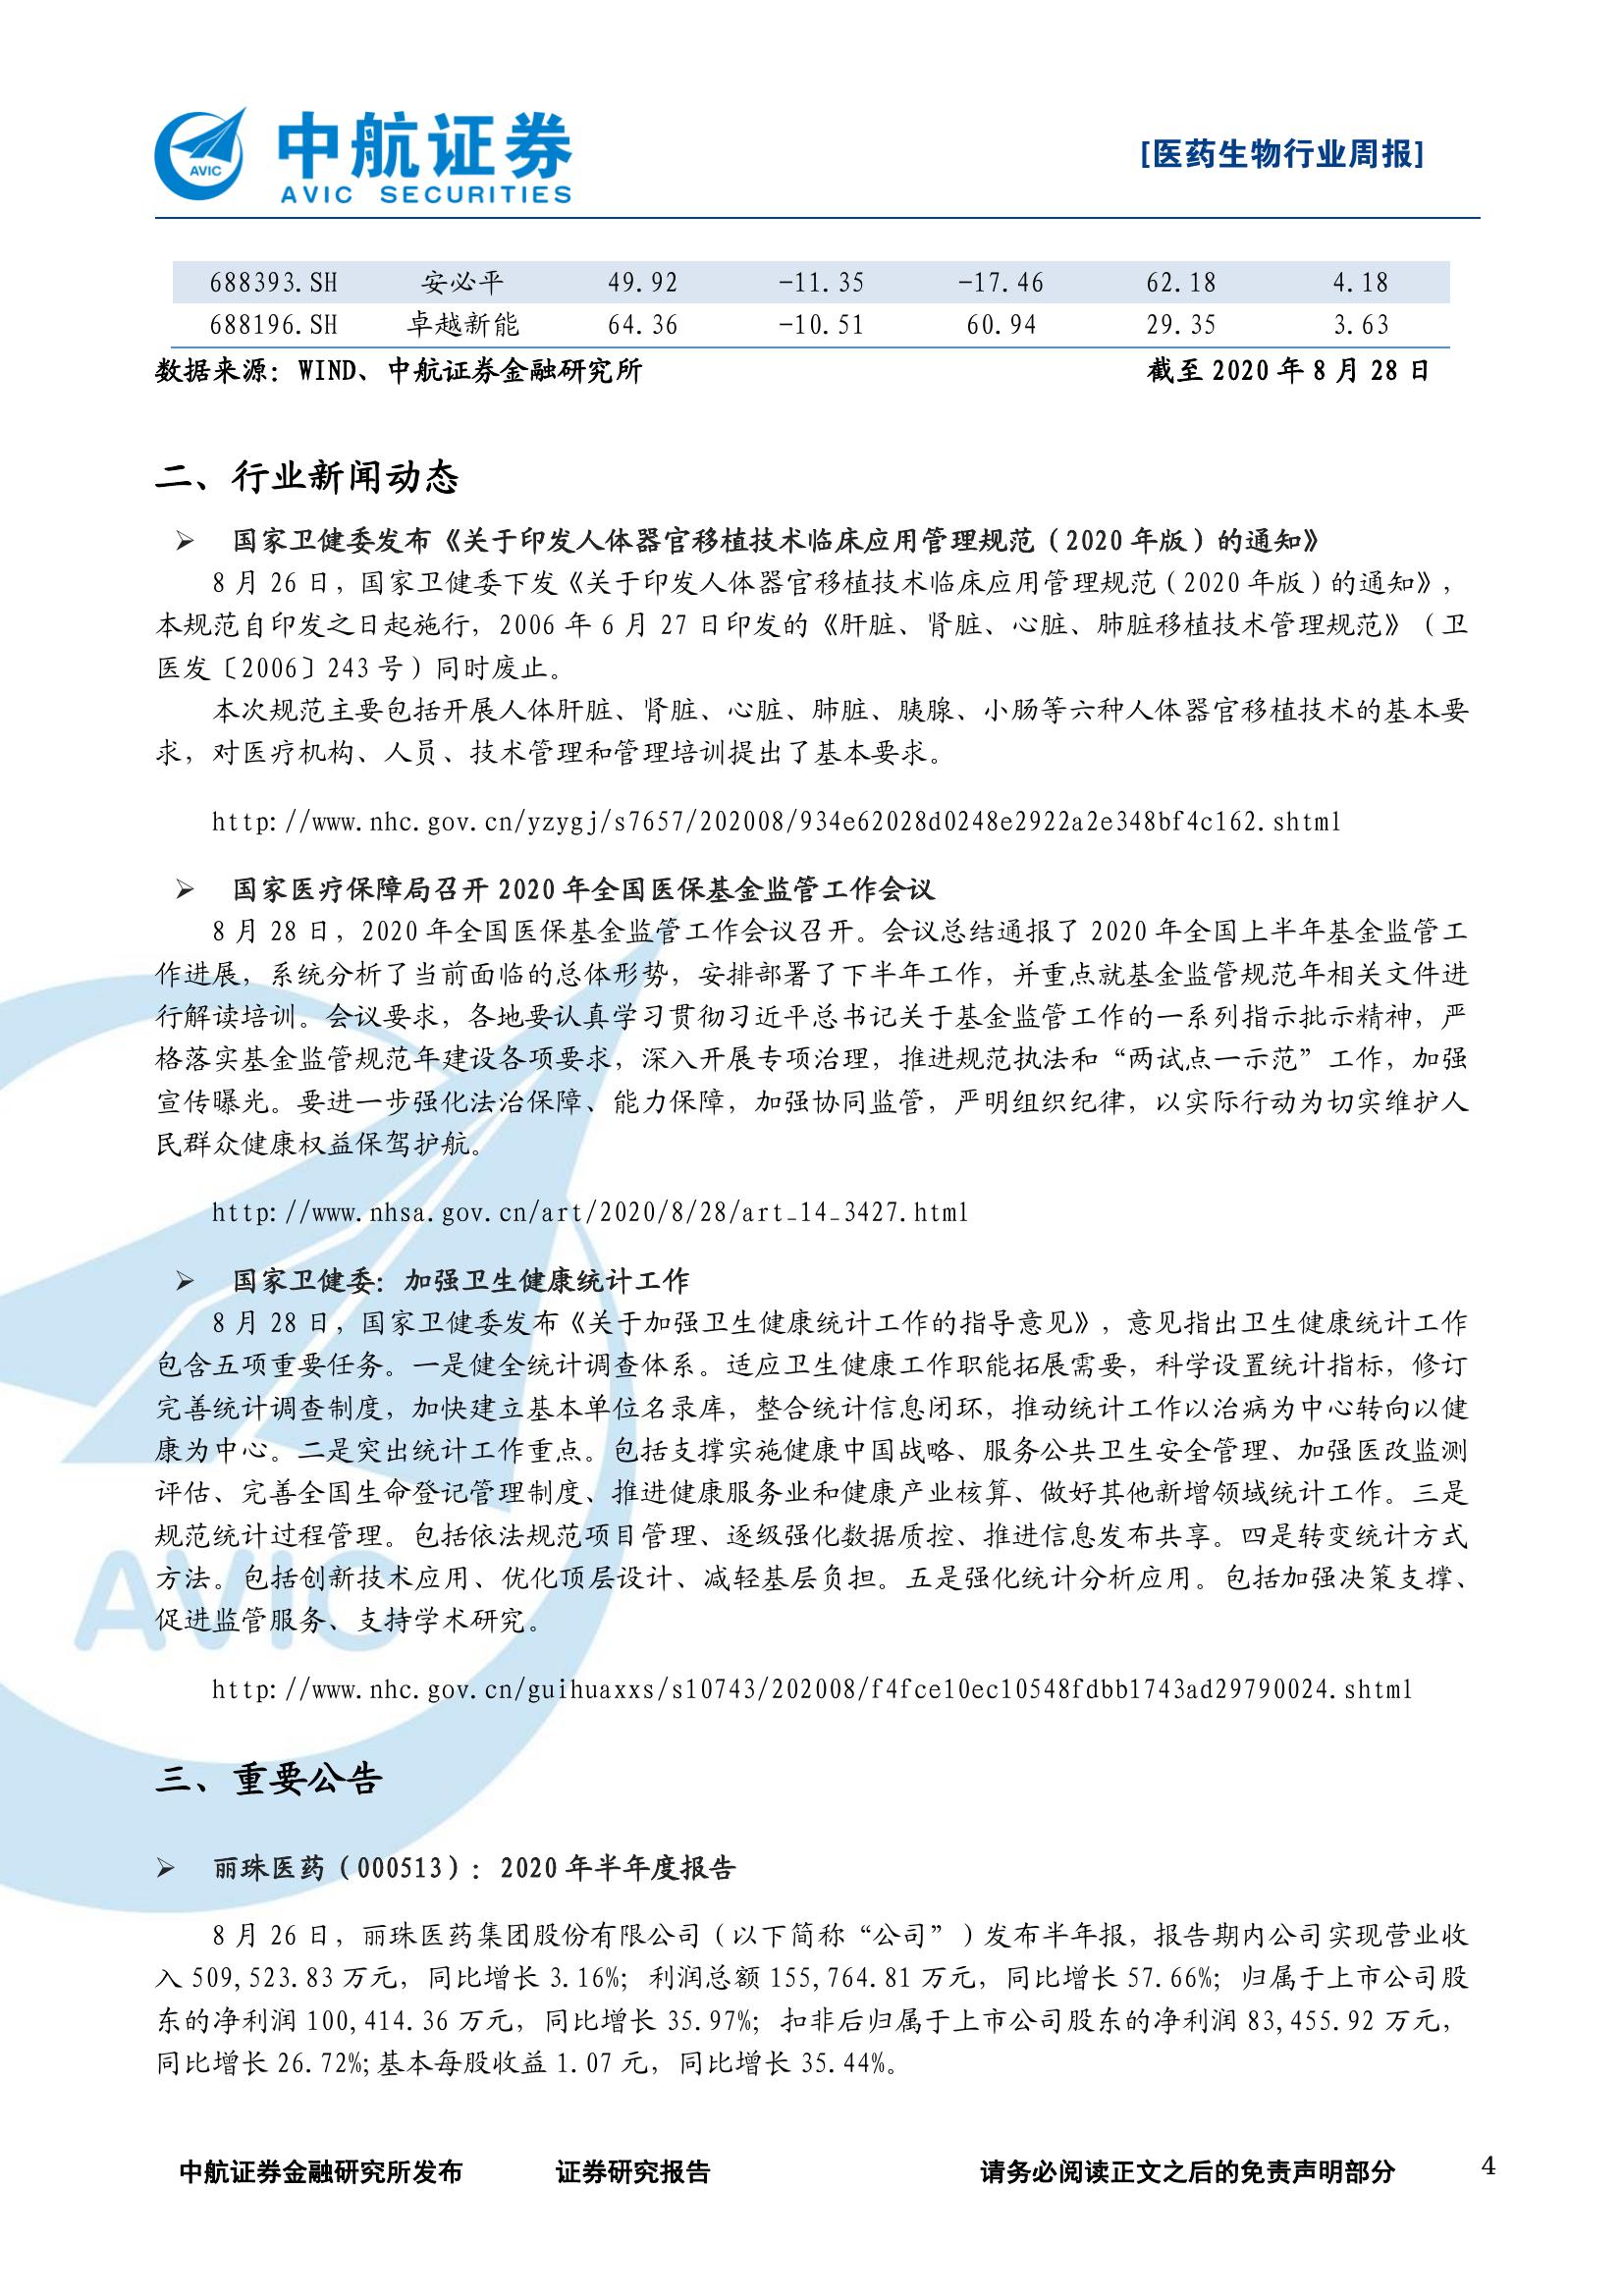 中航证券
AVIC SECURITIES
AVIC
[医药生物行业周报]
688393.SH 安必平 49.92 -11.35 -17.46 62.18 4.18
688196.SH 卓越新能 64.36 -10.51 60.94 29.35 3.63
数据来源：WIND、中航证券金融研究所 截至 2020 年 8 月 28 日
二、行业新闻动态
➢ 国家卫健委发布《关于印发人体器官移植技术临床应用管理规范（2020 年版）的通知》
8 月 26 日，国家卫健委下发《关于印发人体器官移植技术临床应用管理规范（2020 年版）的通知》，
本规范自印发之日起施行，2006 年 6 月 27 日印发的《肝脏、肾脏、心脏、肺脏移植技术管理规范》（卫
医发〔2006〕243 号）同时废止。
本次规范主要包括开展人体肝脏、肾脏、心脏、肺脏、胰腺、小肠等六种人体器官移植技术的基本要
求，对医疗机构、人员、技术管理和管理培训提出了基本要求。
http://www.nhc.gov.cn/yzygj/s7657/202008/934e62028d0248e2922a2e348bf4c162.shtml
➢ 国家医疗保障局召开 2020 年全国医保基金监管工作会议
8 月 28 日，2020 年全国医保基金监管工作会议召开。会议总结通报了 2020 年全国上半年基金监管工
作进展，系统分析了当前面临的总体形势，安排部署了下半年工作，并重点就基金监管规范年相关文件进
行解读培训。会议要求，各地要认真学习贯彻习近平总书记关于基金监管工作的一系列指示批示精神，严
格落实基金监管规范年建设各项要求，深入开展专项治理，推进规范执法和“两试点一示范”工作，加强
宣传曝光。要进一步强化法治保障、能力保障，加强协同监管，严明组织纪律，以实际行动为切实维护人
民群众健康权益保驾护航。
http://www.nhsa.gov.cn/art/2020/8/28/art_14_3427.html
➢ 国家卫健委：加强卫生健康统计工作
8 月 28 日，国家卫健委发布《关于加强卫生健康统计工作的指导意见》，意见指出卫生健康统计工作
包含五项重要任务。一是健全统计调查体系。适应卫生健康工作职能拓展需要，科学设置统计指标，修订
完善统计调查制度，加快建立基本单位名录库，整合统计信息闭环，推动统计工作以治病为中心转向以健
康为中心。二是突出统计工作重点。包括支撑实施健康中国战略、服务公共卫生安全管理、加强医改监测
评估、完善全国生命登记管理制度、推进健康服务业和健康产业核算、做好其他新增领域统计工作。三是
规范统计过程管理。包括依法规范项目管理、逐级强化数据质控、推进信息发布共享。四是转变统计方式
方法。包括创新技术应用、优化顶层设计、减轻基层负担。五是强化统计分析应用。包括加强决策支撑、
促进监管服务、支持学术研究。
http://www.nhc.gov.cn/guihuaxxs/s10743/202008/f4fce10ec10548fdbb1743ad29790024.shtml
三、重要公告
➢ 丽珠医药（000513）：2020 年半年度报告
8 月 26 日，丽珠医药集团股份有限公司（以下简称“公司”）发布半年报，报告期内公司实现营业收
入 509,523.83 万元，同比增长 3.16%；利润总额 155,764.81 万元，同比增长 57.66%；归属于上市公司股
东的净利润 100,414.36 万元，同比增长 35.97%；扣非后归属于上市公司股东的净利润 83,455.92 万元，
同比增长 26.72%;基本每股收益 1.07 元，同比增长 35.44%。
中航证券金融研究所发布 证券研究报告 请务必阅读正文之后的免责声明部分 4
AVIC